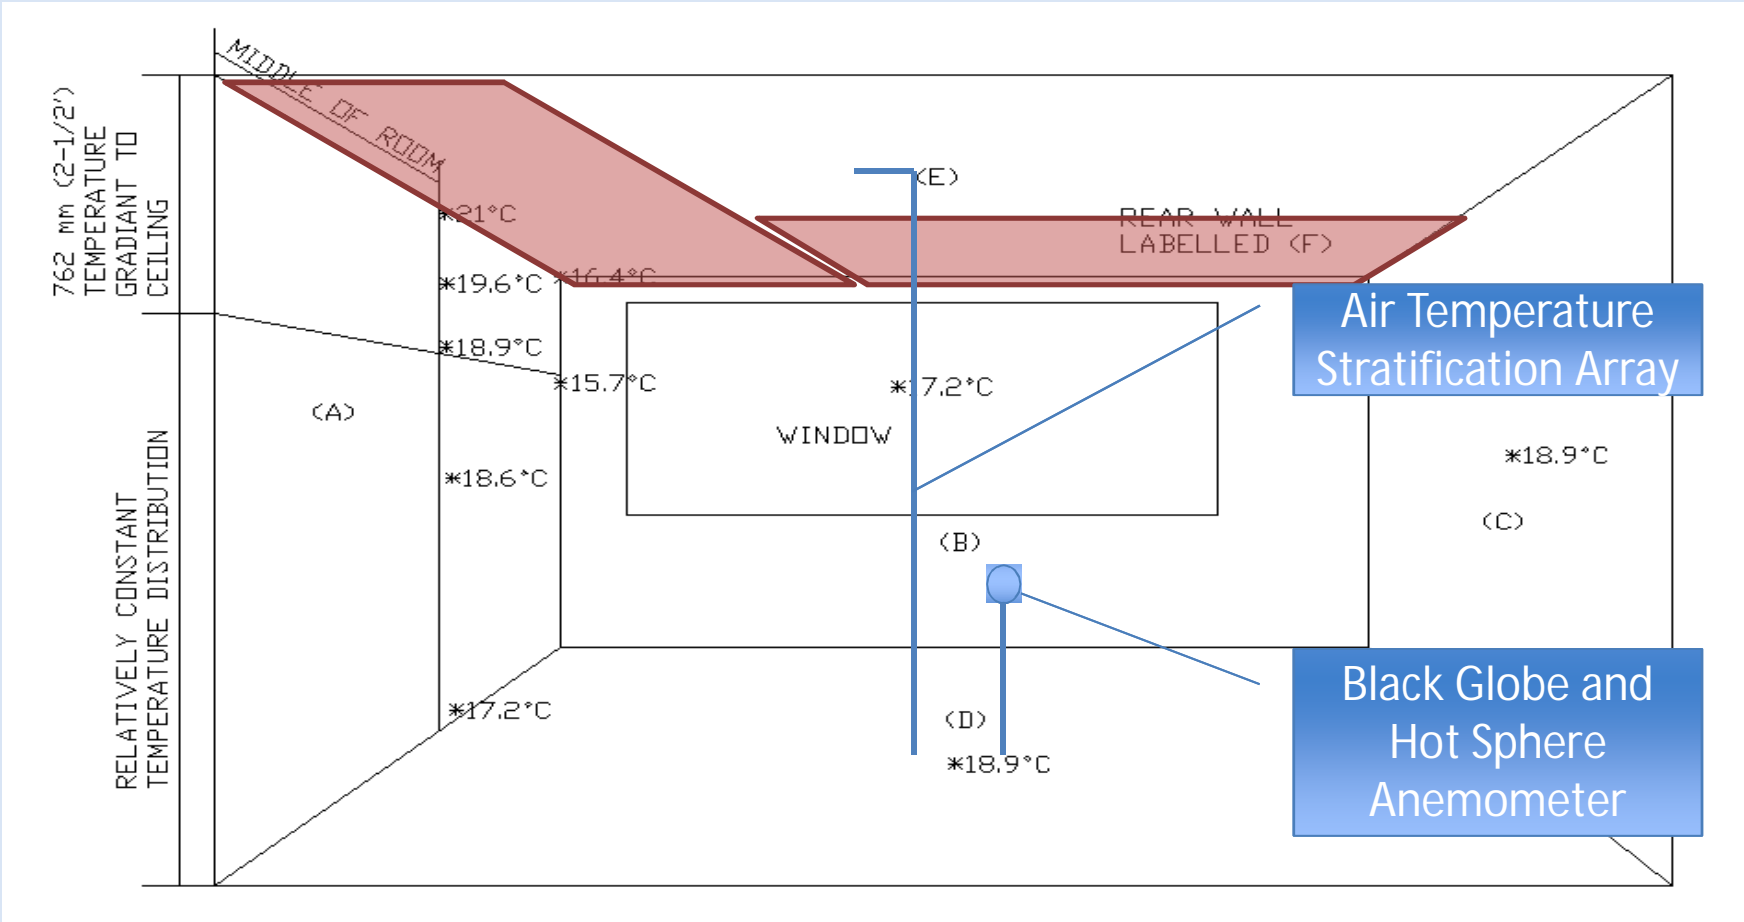 MIDDLE OF ROOM
762 mm (2-1/2')
TEMPERATURE
GRADIANT TO
CEILING
(E)
*21°C
REAR WALL
LABELLED (F)
*19.6°C
*16.4°C
*18.9°C
*15.7°C
*17.2°C
Air Temperature
Stratification Array
(A)
WINDOW
*18.9°C
*18.6°C
(C)
(B)
RELATIVELY CONSTANT
TEMPERATURE DISTRIBUTION
*17.2°C
(D)
*18.9°C
Black Globe and
Hot Sphere
Anemometer